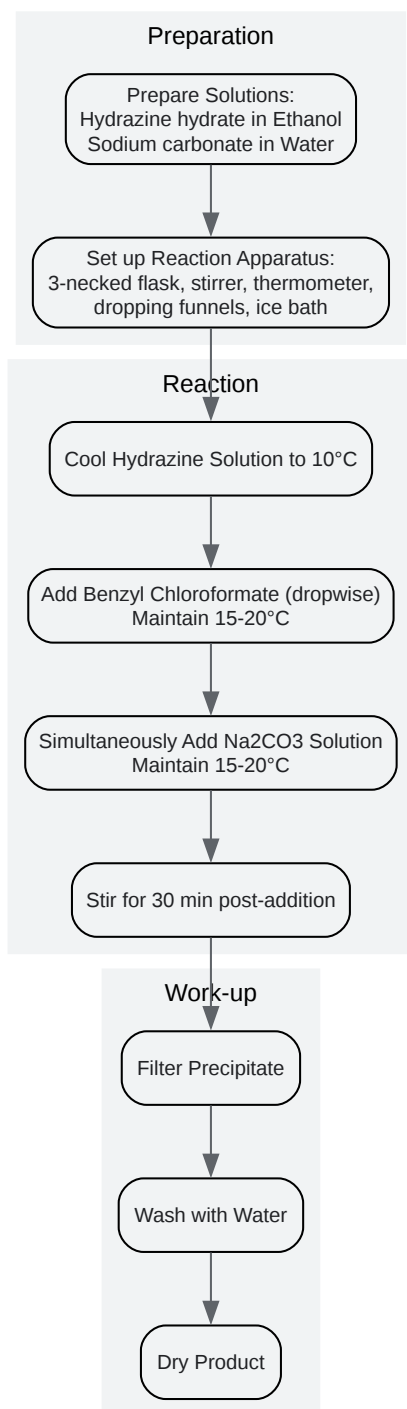 Preparation
Prepare Solutions:
Hydrazine hydrate in Ethanol
Sodium carbonate in Water
Set up Reaction Apparatus:
3-necked flask, stirrer, thermometer,
dropping funnels, ice bath
Reaction
Cool Hydrazine Solution to 10°C
Add Benzyl Chloroformate (dropwise)
Maintain 15-20°C
Simultaneously Add Na2CO3 Solution
Maintain 15-20°C
Stir for 30 min post-addition
Work-up
Filter Precipitate
Wash with Water
Dry Product